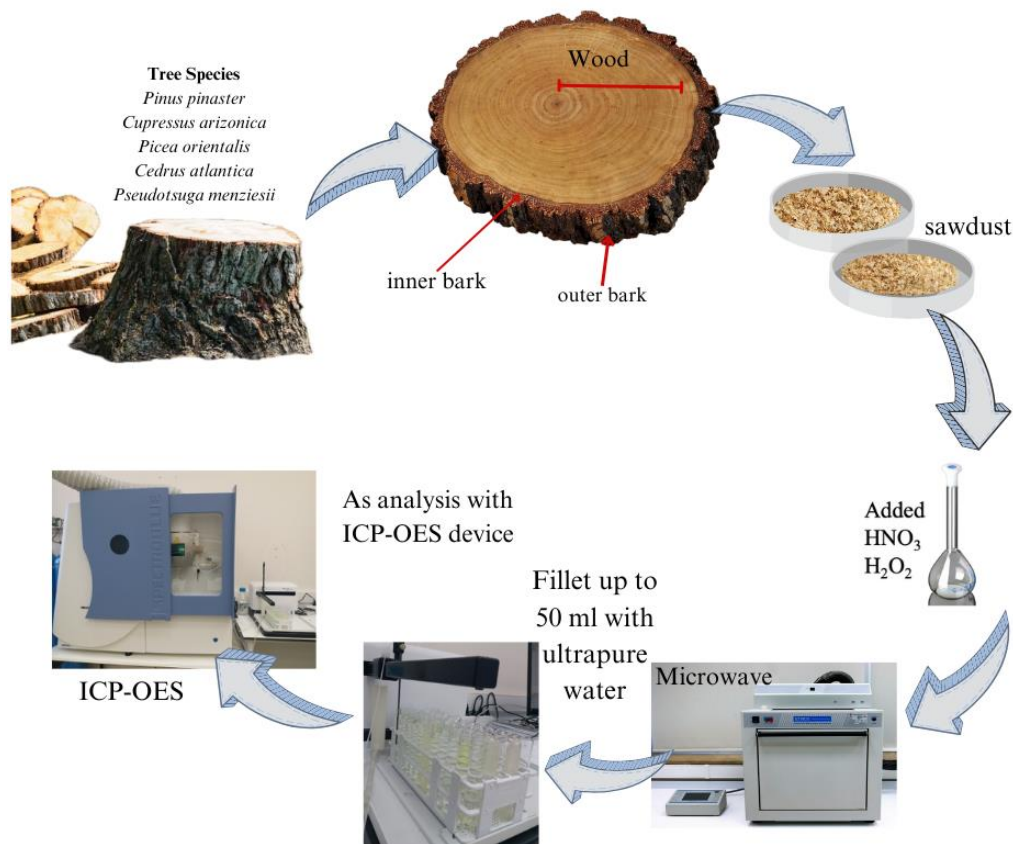 Tree Species
Pinus pinaster
Cupressus arizonica
Picea orientalis
Cedrus atlantica
Pseudotsuga menziesii
Wood
inner bark
outer bark
sawdust
Added
HNO₃
H₂O₂
Microwave
Fillet up to
50 ml with
ultrapure
water
As analysis with
ICP-OES device
ICP-OES